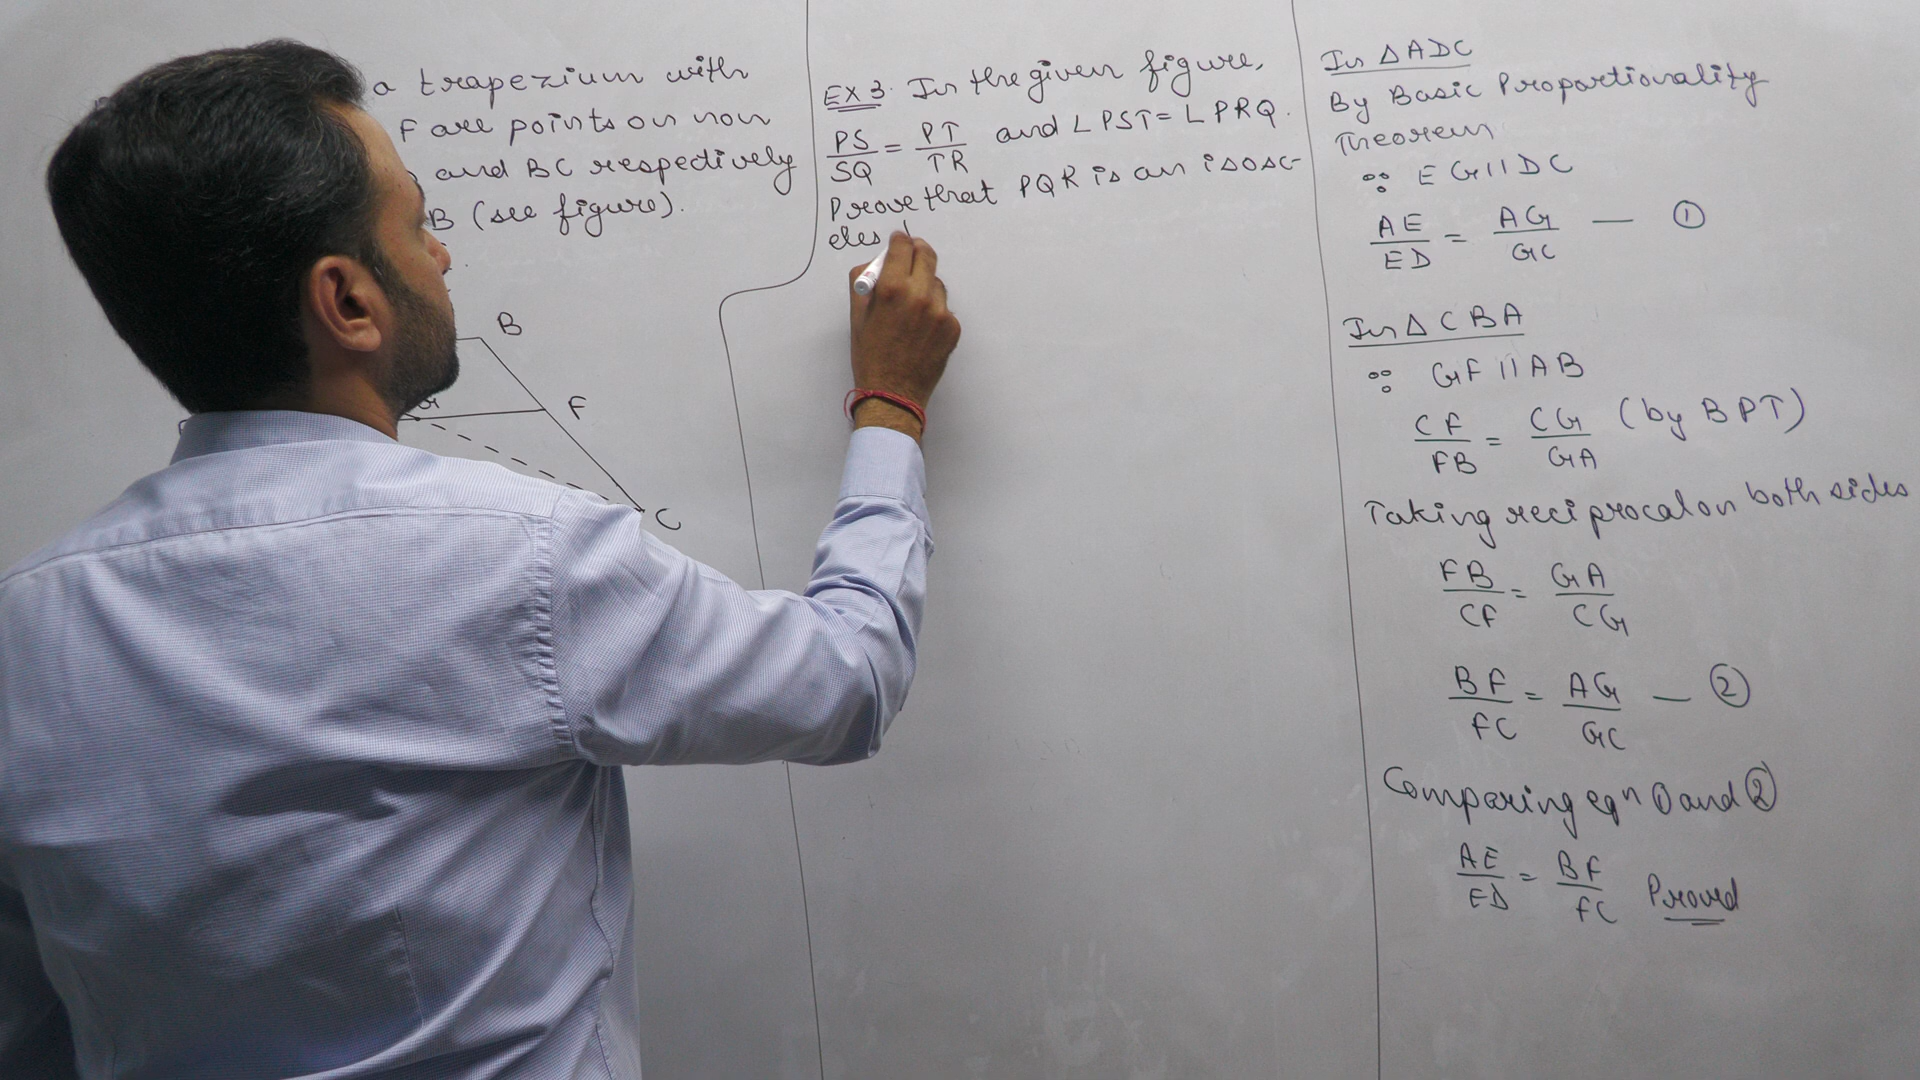 a trapezium with
F are points on non
and BC respectively
B (see figure).
B
F
G
C
EX 3. In the given figure,
PS/SQ = PT/TR and ∠PST = ∠PRQ.
Prove that PQR is an isosc-
eles
In △ADC
By Basic Proportionality
Theorem
∵ EG||DC
AE/ED = AG/GC — ①
In △CBA
∵ GF||AB
CF/FB = CG/GA (by BPT)
Taking reciprocal on both sides
FB/CF = GA/CG
BF/FC = AG/GC — ②
Comparing eqn ① and ②
AE/ED = BF/FC Proved